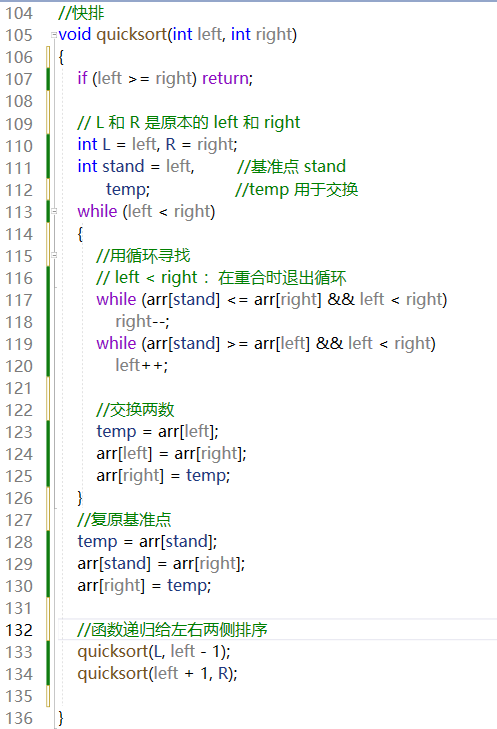 104 //快排
105 void quicksort(int left, int right)
106 {
107 if (left >= right) return;
108
109 // L 和 R 是原本的 left 和 right
110 int L = left, R = right;
111 int stand = left, //基准点 stand
112 temp; //temp 用于交换
113 while (left < right)
114 {
115 //用循环寻找
116 // left < right : 在重合时退出循环
117 while (arr[stand] <= arr[right] && left < right)
118 right--;
119 while (arr[stand] >= arr[left] && left < right)
120 left++;
121
122 //交换两数
123 temp = arr[left];
124 arr[left] = arr[right];
125 arr[right] = temp;
126 }
127 //复原基准点
128 temp = arr[stand];
129 arr[stand] = arr[right];
130 arr[right] = temp;
131
132 //函数递归给左右两侧排序
133 quicksort(L, left - 1);
134 quicksort(left + 1, R);
135
136 }